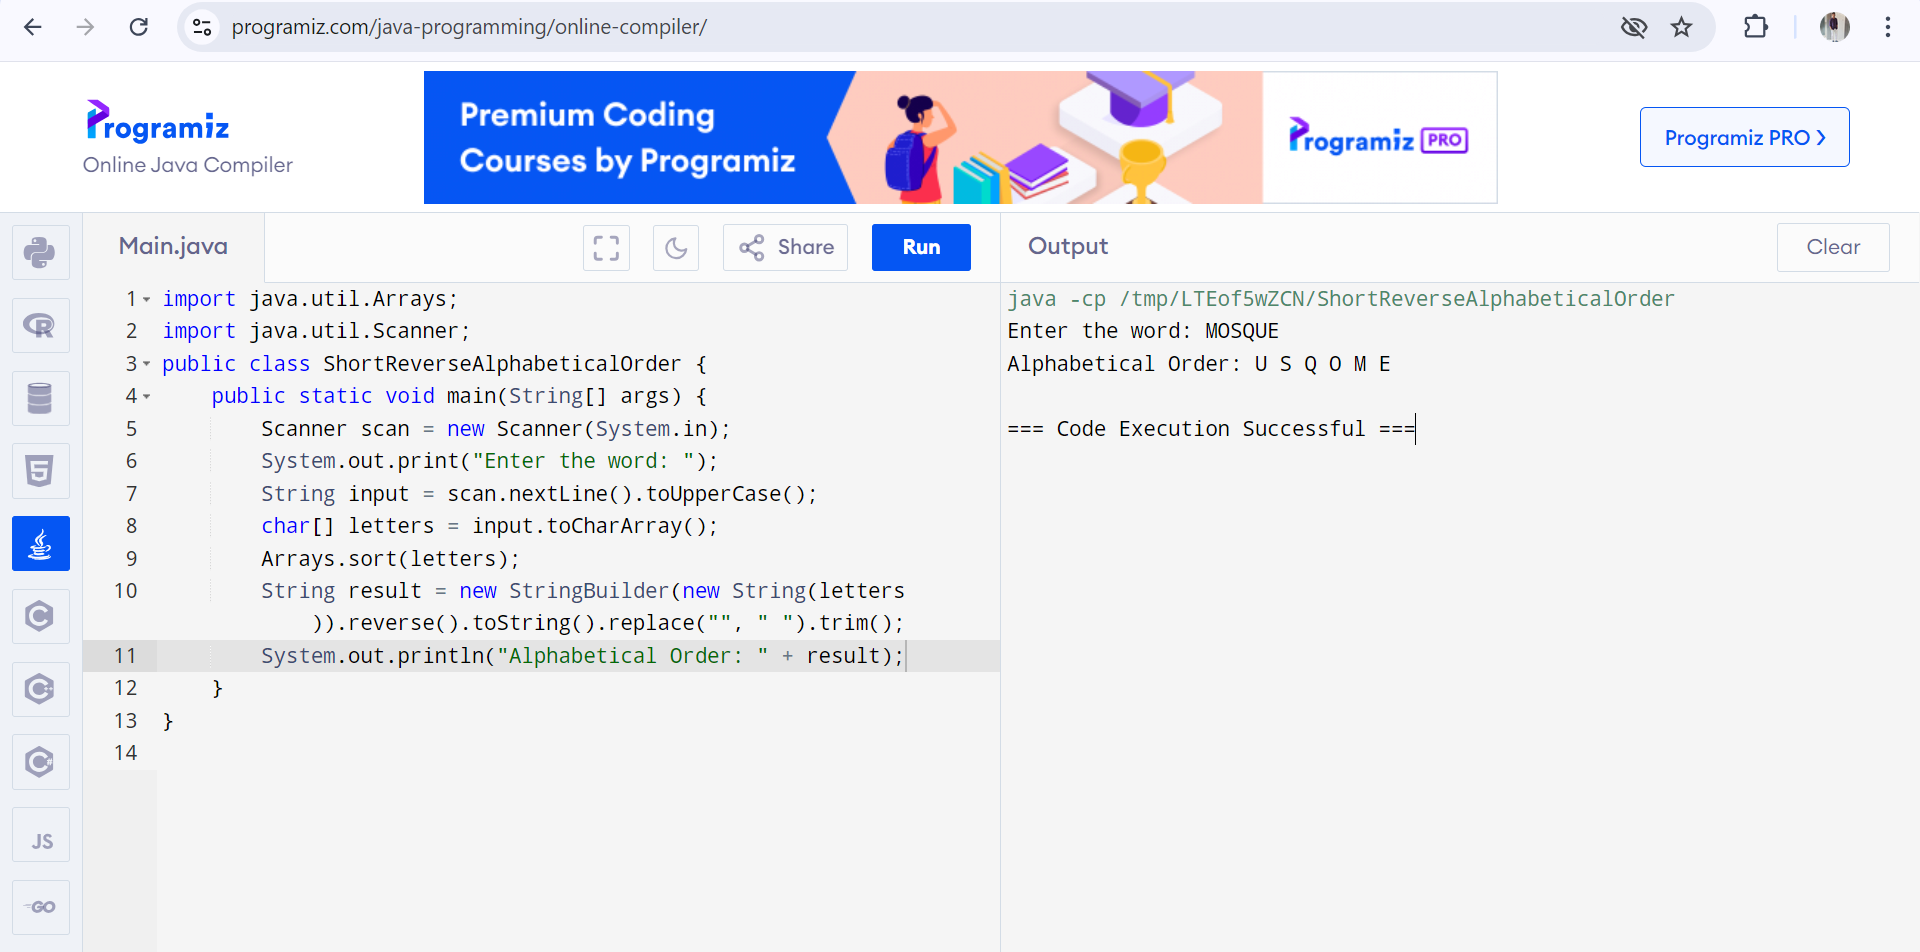 programiz.com/java-programming/online-compiler/
Programiz
Online Java Compiler
Premium Coding
Courses by Programiz
Programiz PRO
Programiz PRO ›
Main.java
Share
Run
Output
Clear
1 import java.util.Arrays;
2 import java.util.Scanner;
3 public class ShortReverseAlphabeticalOrder {
4 public static void main(String[] args) {
5 Scanner scan = new Scanner(System.in);
6 System.out.print("Enter the word: ");
7 String input = scan.nextLine().toUpperCase();
8 char[] letters = input.toCharArray();
9 Arrays.sort(letters);
10 String result = new StringBuilder(new String(letters
)).reverse().toString().replace("", " ").trim();
11 System.out.println("Alphabetical Order: " + result);
12 }
13 }
14
java -cp /tmp/LTEof5wZCN/ShortReverseAlphabeticalOrder
Enter the word: MOSQUE
Alphabetical Order: U S Q O M E
=== Code Execution Successful ===
R
5
C
C++
C#
JS
GO